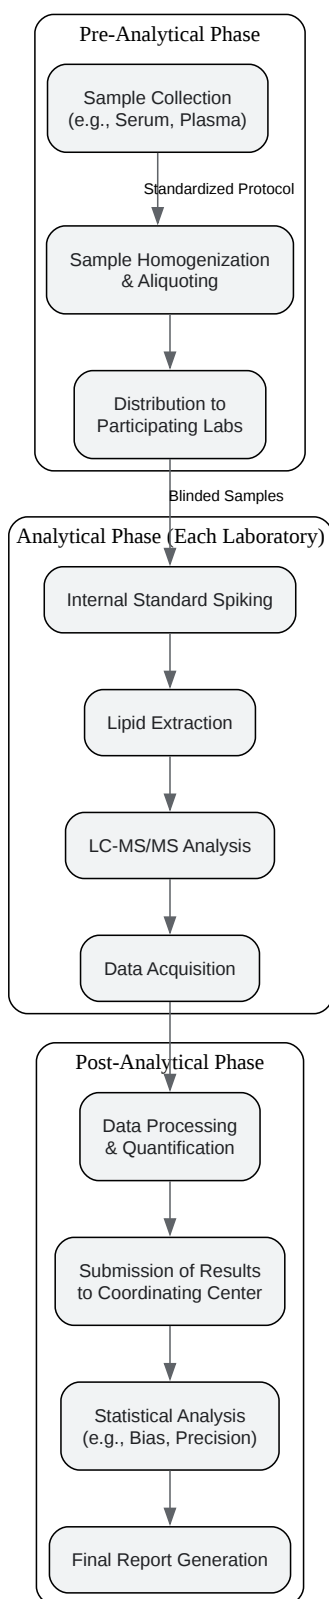 Pre-Analytical Phase
Sample Collection
(e.g., Serum, Plasma)
Standardized Protocol
Sample Homogenization
& Aliquoting
Distribution to
Participating Labs
Blinded Samples
Analytical Phase (Each Laboratory)
Internal Standard Spiking
Lipid Extraction
LC-MS/MS Analysis
Data Acquisition
Post-Analytical Phase
Data Processing
& Quantification
Submission of Results
to Coordinating Center
Statistical Analysis
(e.g., Bias, Precision)
Final Report Generation